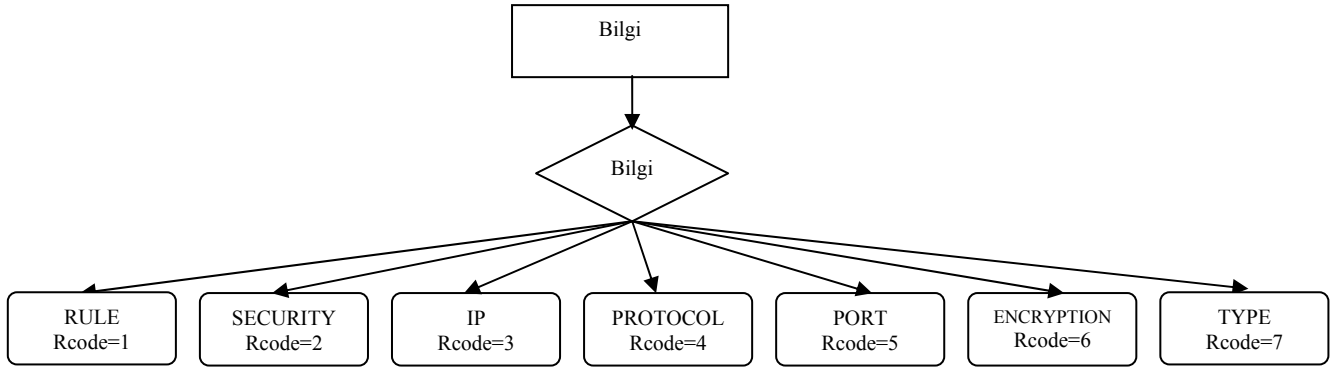 Bilgi
Bilgi
RULE
Rcode=1
SECURITY
Rcode=2
IP
Rcode=3
PROTOCOL
Rcode=4
PORT
Rcode=5
ENCRYPTION
Rcode=6
TYPE
Rcode=7